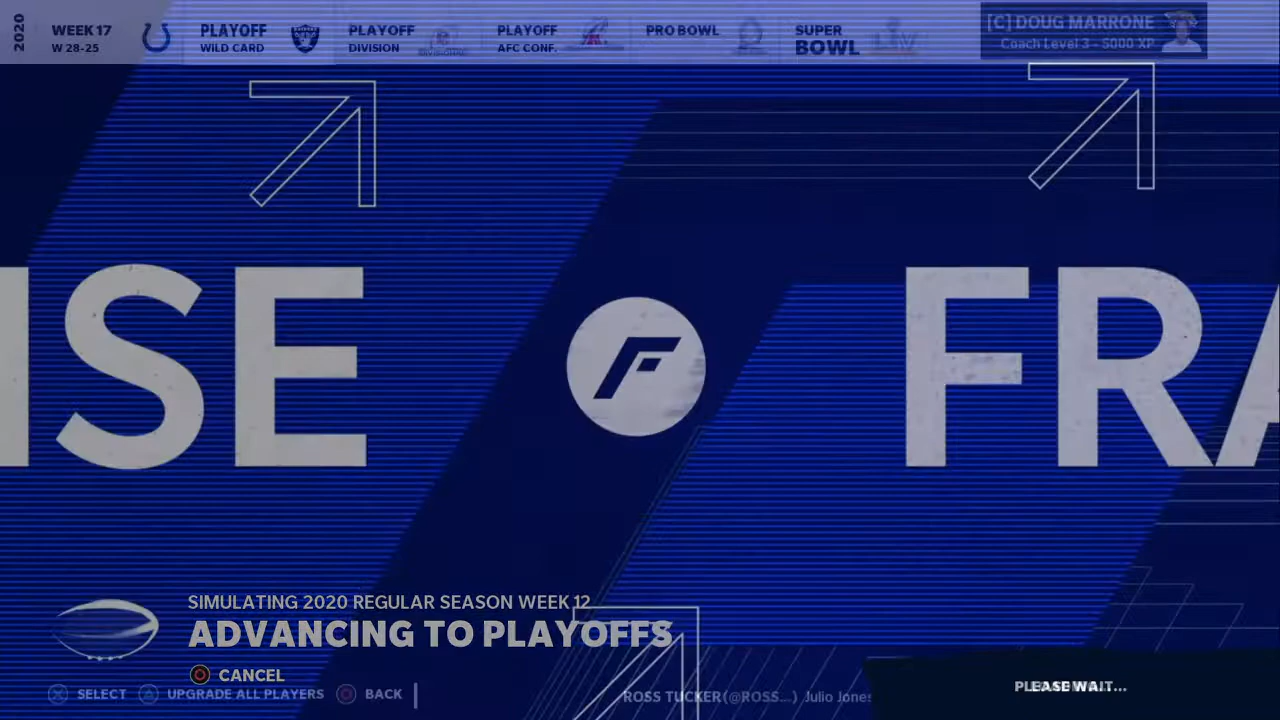 2020
WEEK 17
W 28-25
PLAYOFF
WILD CARD
PLAYOFF
DIVISION
PLAYOFF
AFC CONF.
PRO BOWL
SUPER
BOWL
[C] DOUG MARRONE
Coach Level 3 - 5000 XP
ISE
F
FRA
SIMULATING 2020 REGULAR SEASON WEEK 12
ADVANCING TO PLAYOFFS
CANCEL
SELECT
UPGRADE ALL PLAYERS
BACK
ROSS TUCKER(@ROSS...) Julio Jones
PLEASE WAIT...